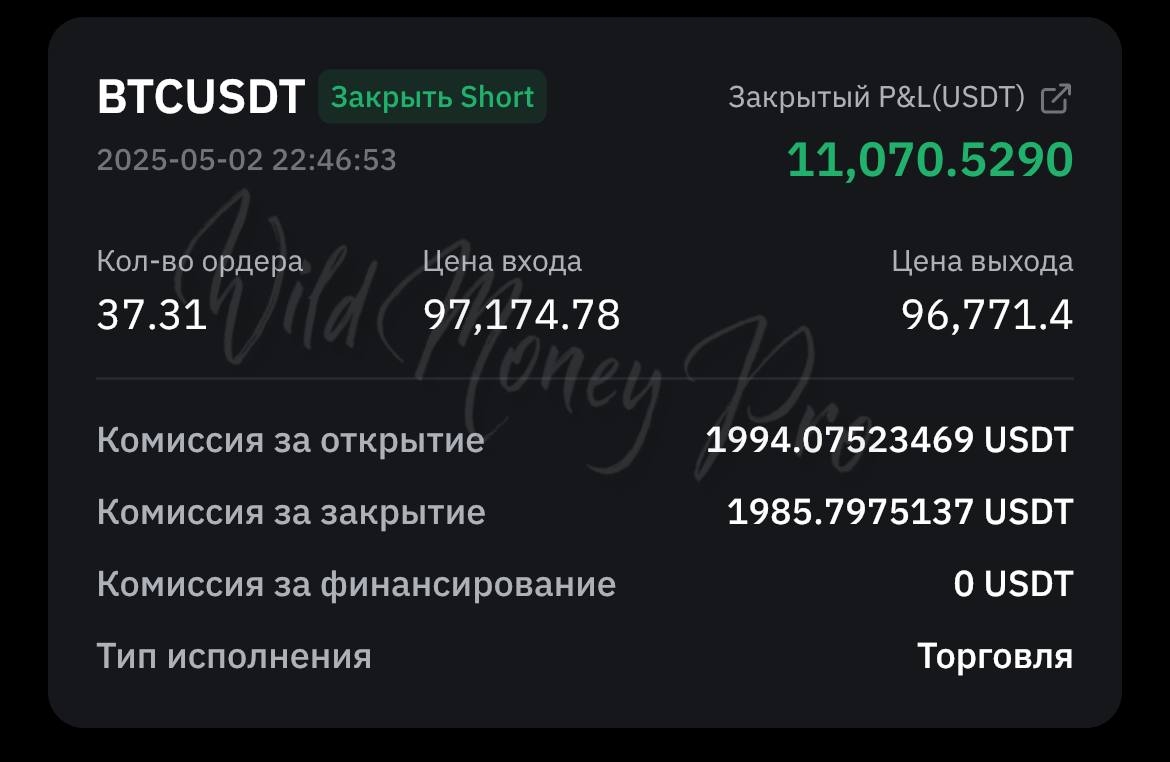 BTCUSDT Закрыть Short Закрытый P&L(USDT)
2025-05-02 22:46:53 11,070.5290
Кол-во ордера Цена входа Цена выхода
37.31 97,174.78 96,771.4
Wild Money Pro
Комиссия за открытие 1994.07523469 USDT
Комиссия за закрытие 1985.7975137 USDT
Комиссия за финансирование 0 USDT
Тип исполнения Торговля